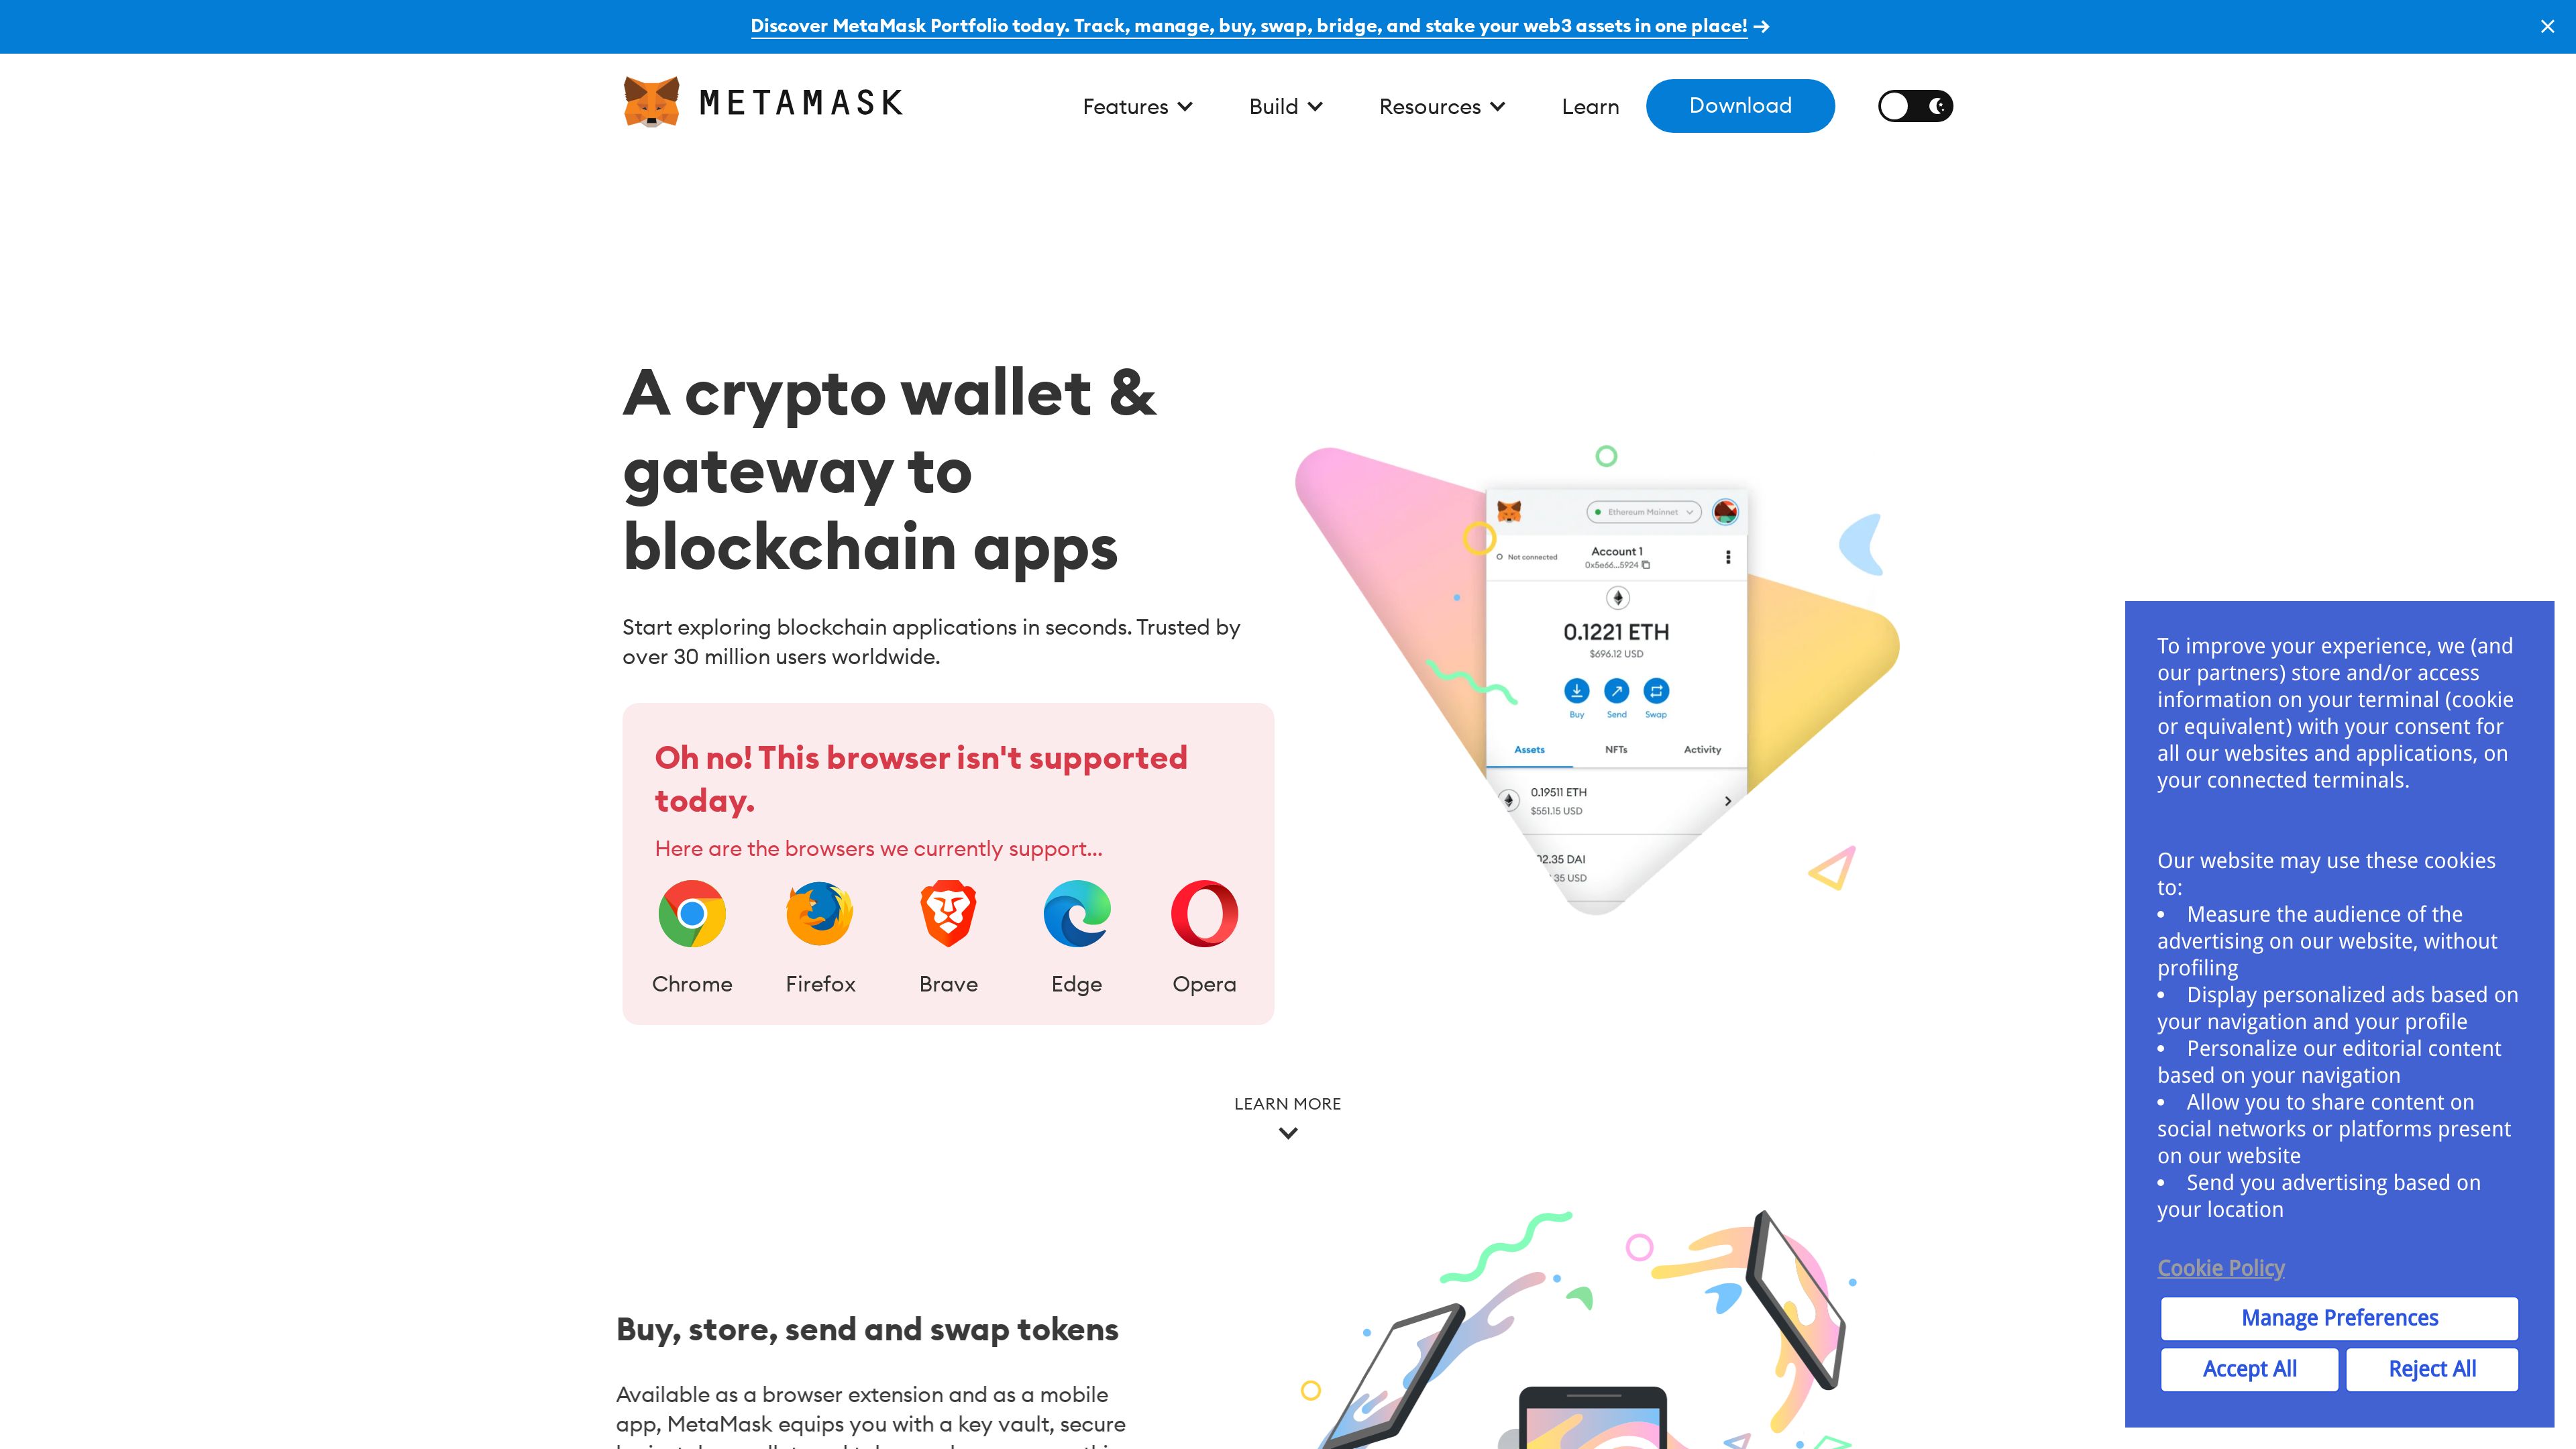 Discover MetaMask Portfolio today. Track, manage, buy, swap, bridge, and stake your web3 assets in one place! →
METAMASK
Features
Build
Resources
Learn
Download
A crypto wallet &
gateway to
blockchain apps
Start exploring blockchain applications in seconds. Trusted by
over 30 million users worldwide.
Oh no! This browser isn't supported
today.
Here are the browsers we currently support...
Chrome
Firefox
Brave
Edge
Opera
Ethereum Mainnet
Not connected
Account 1
0x5e66...5924
0.1221 ETH
$696.12 USD
Buy
Send
Swap
Assets
NFTs
Activity
0.19511 ETH
$551.15 USD
02.35 DAI
.35 USD
LEARN MORE
Buy, store, send and swap tokens
Available as a browser extension and as a mobile
app, MetaMask equips you with a key vault, secure
To improve your experience, we (and
our partners) store and/or access
information on your terminal (cookie
or equivalent) with your consent for
all our websites and applications, on
your connected terminals.
Our website may use these cookies
to:
• Measure the audience of the
advertising on our website, without
profiling
• Display personalized ads based on
your navigation and your profile
• Personalize our editorial content
based on your navigation
• Allow you to share content on
social networks or platforms present
on our website
• Send you advertising based on
your location
Cookie Policy
Manage Preferences
Accept All
Reject All